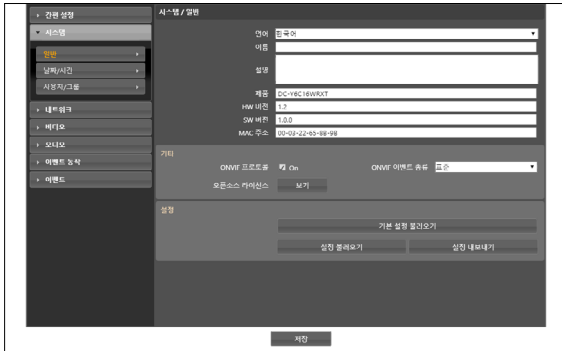 간편 설정
시스템
일반
날짜/시간
사용자/그룹
네트워크
비디오
오디오
이벤트 동작
이벤트
시스템 / 일반
언어 한국어
이름
설명
제품 DC-Y6C16WRXT
HW 버전 1.2
SW 버전 1.0.0
MAC 주소 00-03-22-65-88-98
기타
ONVIF 프로토콜 On ONVIF 이벤트 종류 표준
오픈소스 라이선스 보기
설정
기본 설정 불러오기
설정 불러오기 설정 내보내기
저장